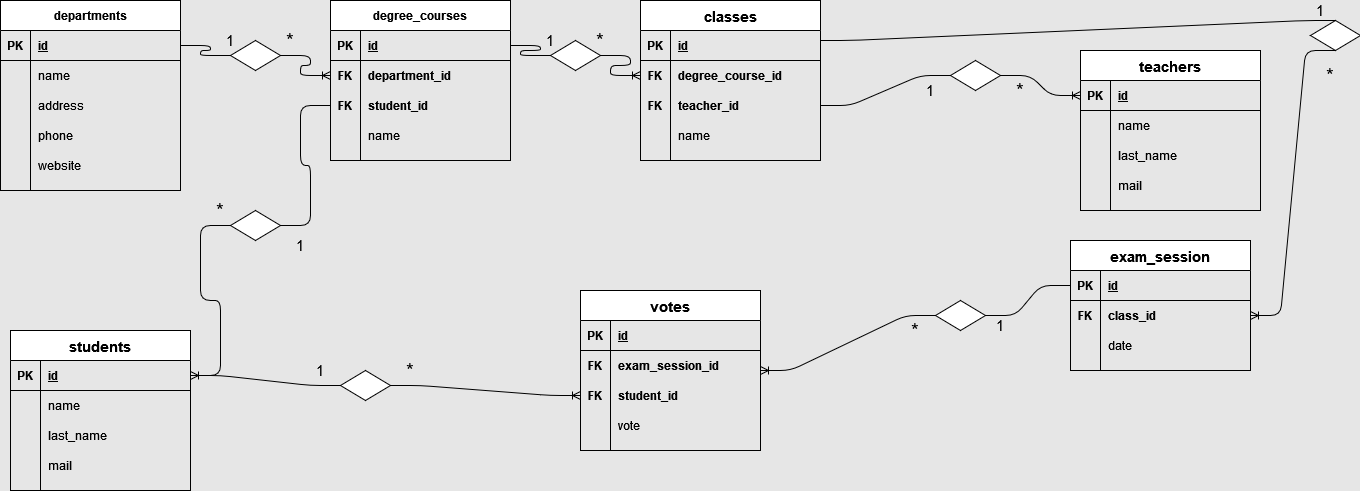 departments
PK id
name
address
phone
website
1
*
degree_courses
PK id
FK department_id
FK student_id
name
1
*
classes
PK id
FK degree_course_id
FK teacher_id
name
1
*
1
*
teachers
PK id
name
last_name
mail
*
1
exam_session
PK id
FK class_id
date
1
*
votes
PK id
FK exam_session_id
FK student_id
vote
students
PK id
name
last_name
mail
1
*